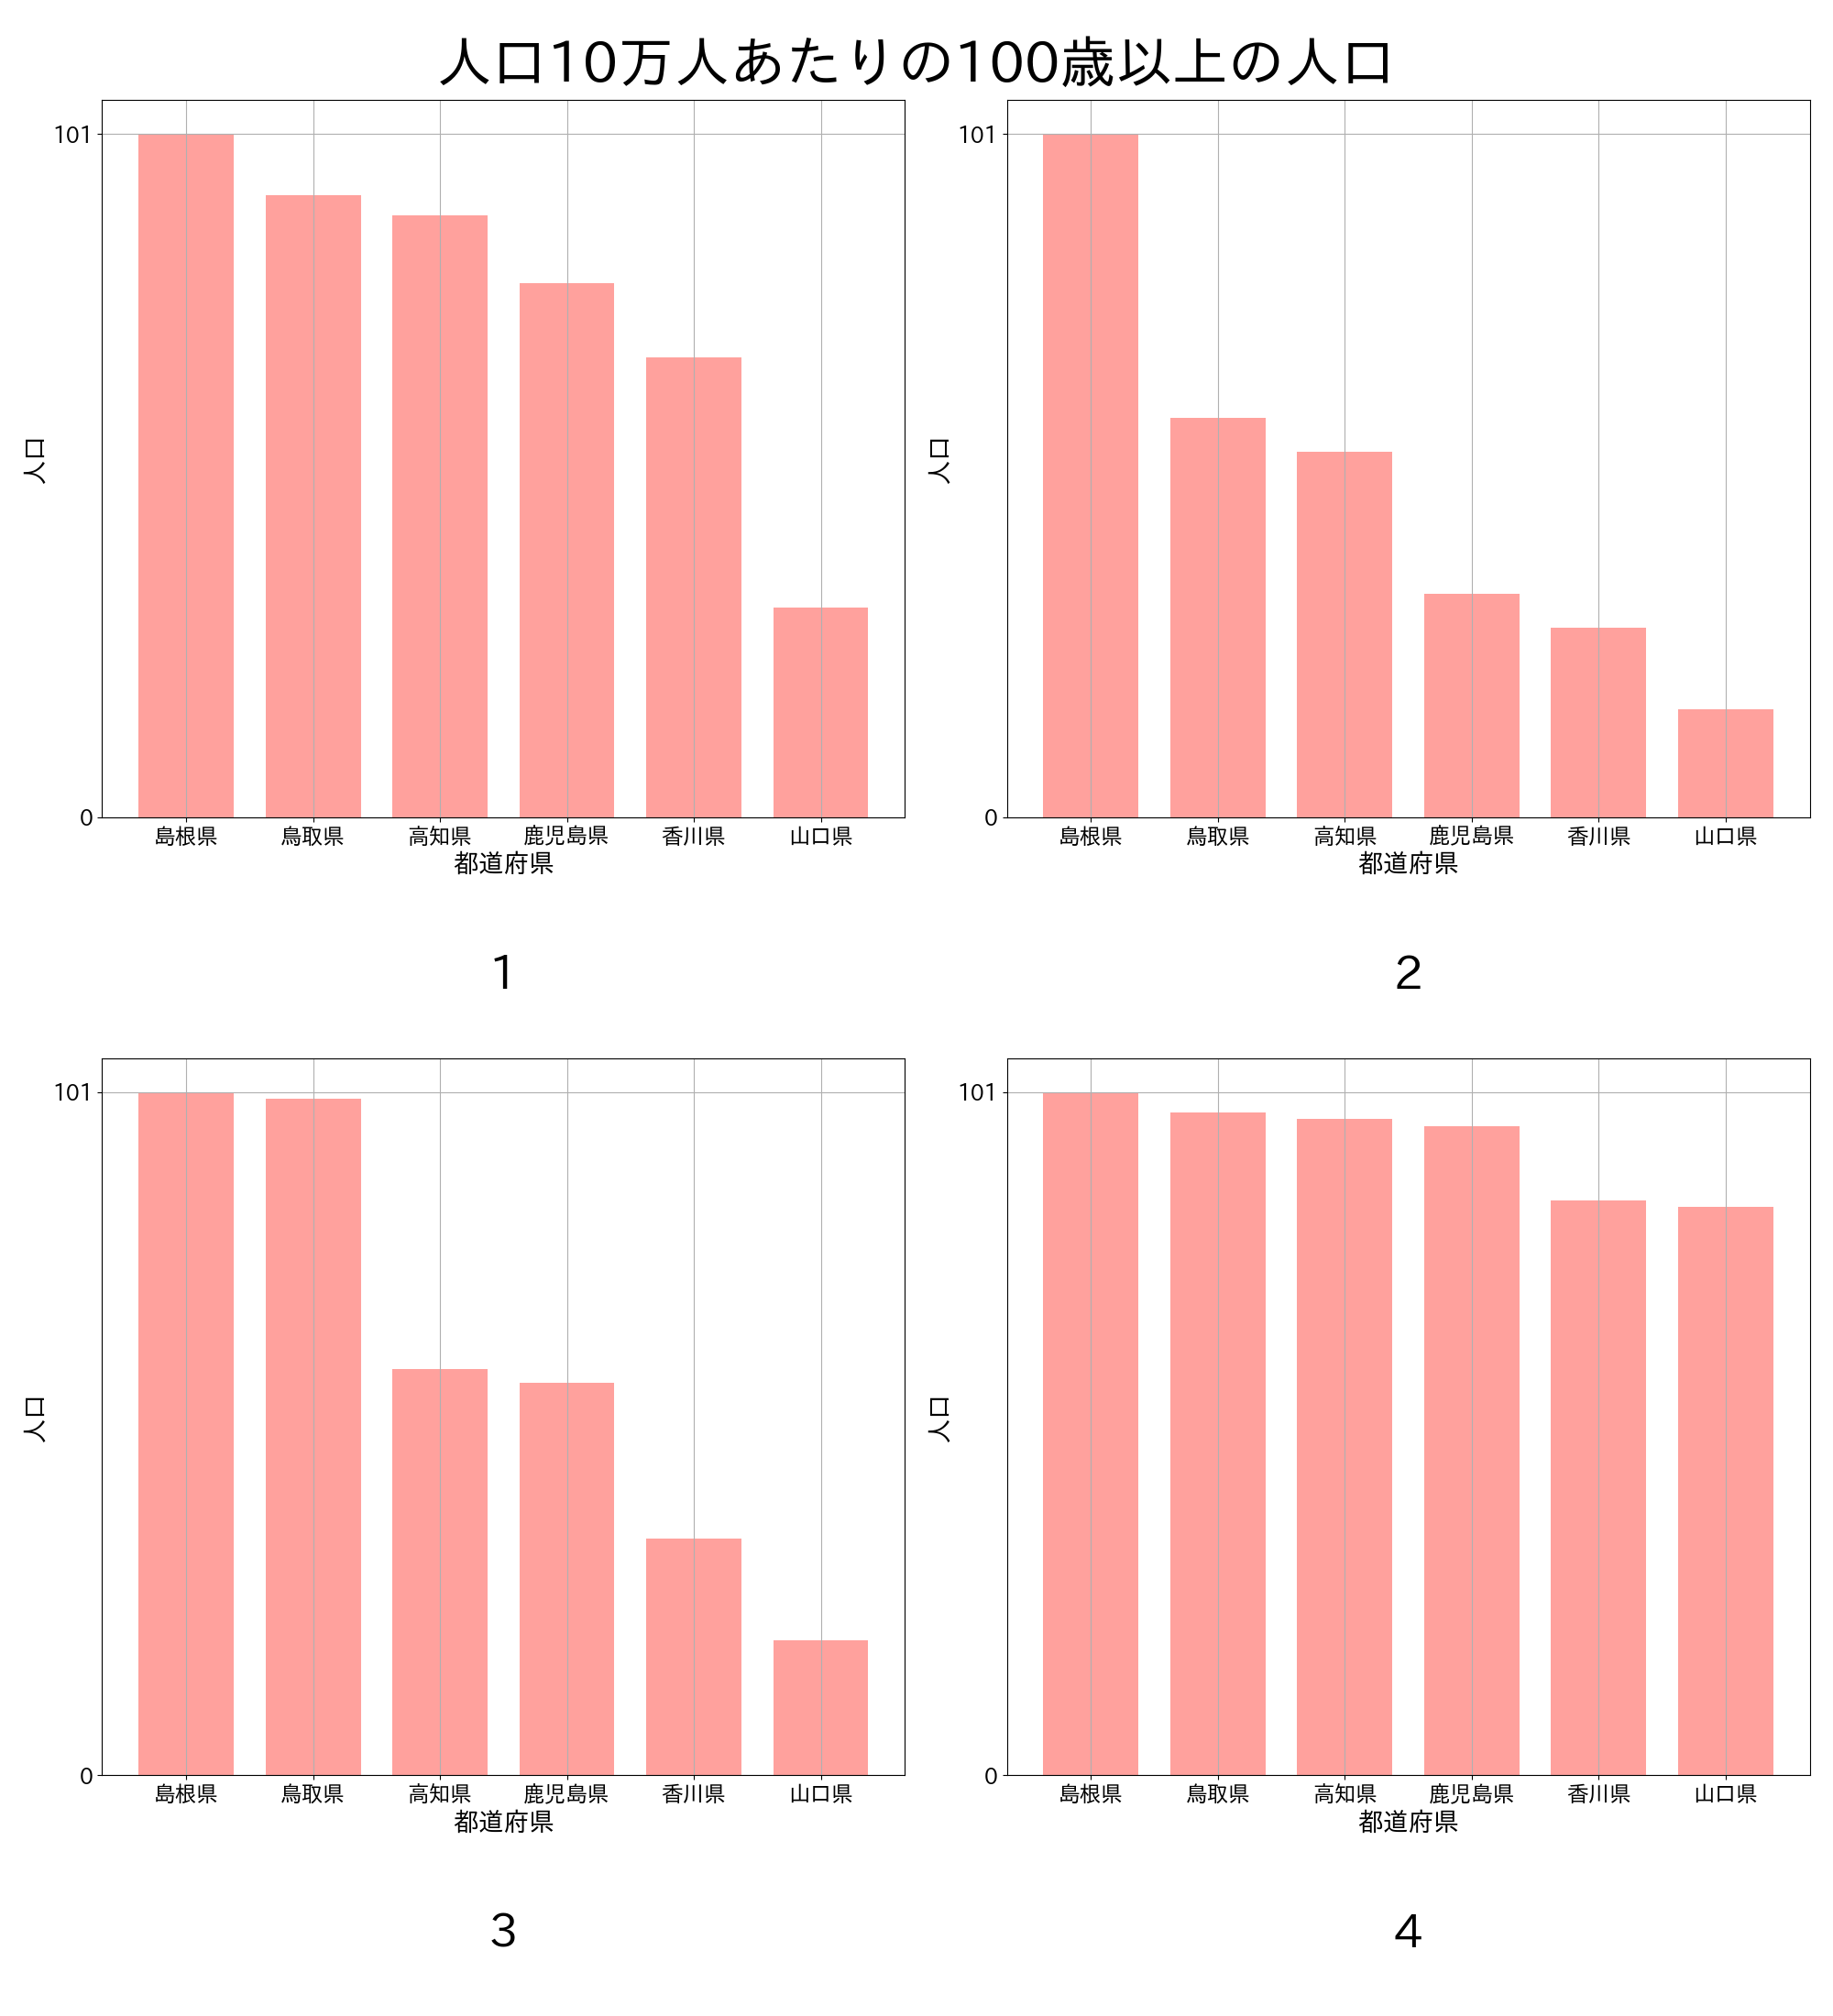 人口10万人あたりの100歳以上の人口
101
0
人口
島根県 鳥取県 高知県 鹿児島県 香川県 山口県
都道府県
1
101
0
人口
島根県 鳥取県 高知県 鹿児島県 香川県 山口県
都道府県
2
101
0
人口
島根県 鳥取県 高知県 鹿児島県 香川県 山口県
都道府県
3
101
0
人口
島根県 鳥取県 高知県 鹿児島県 香川県 山口県
都道府県
4